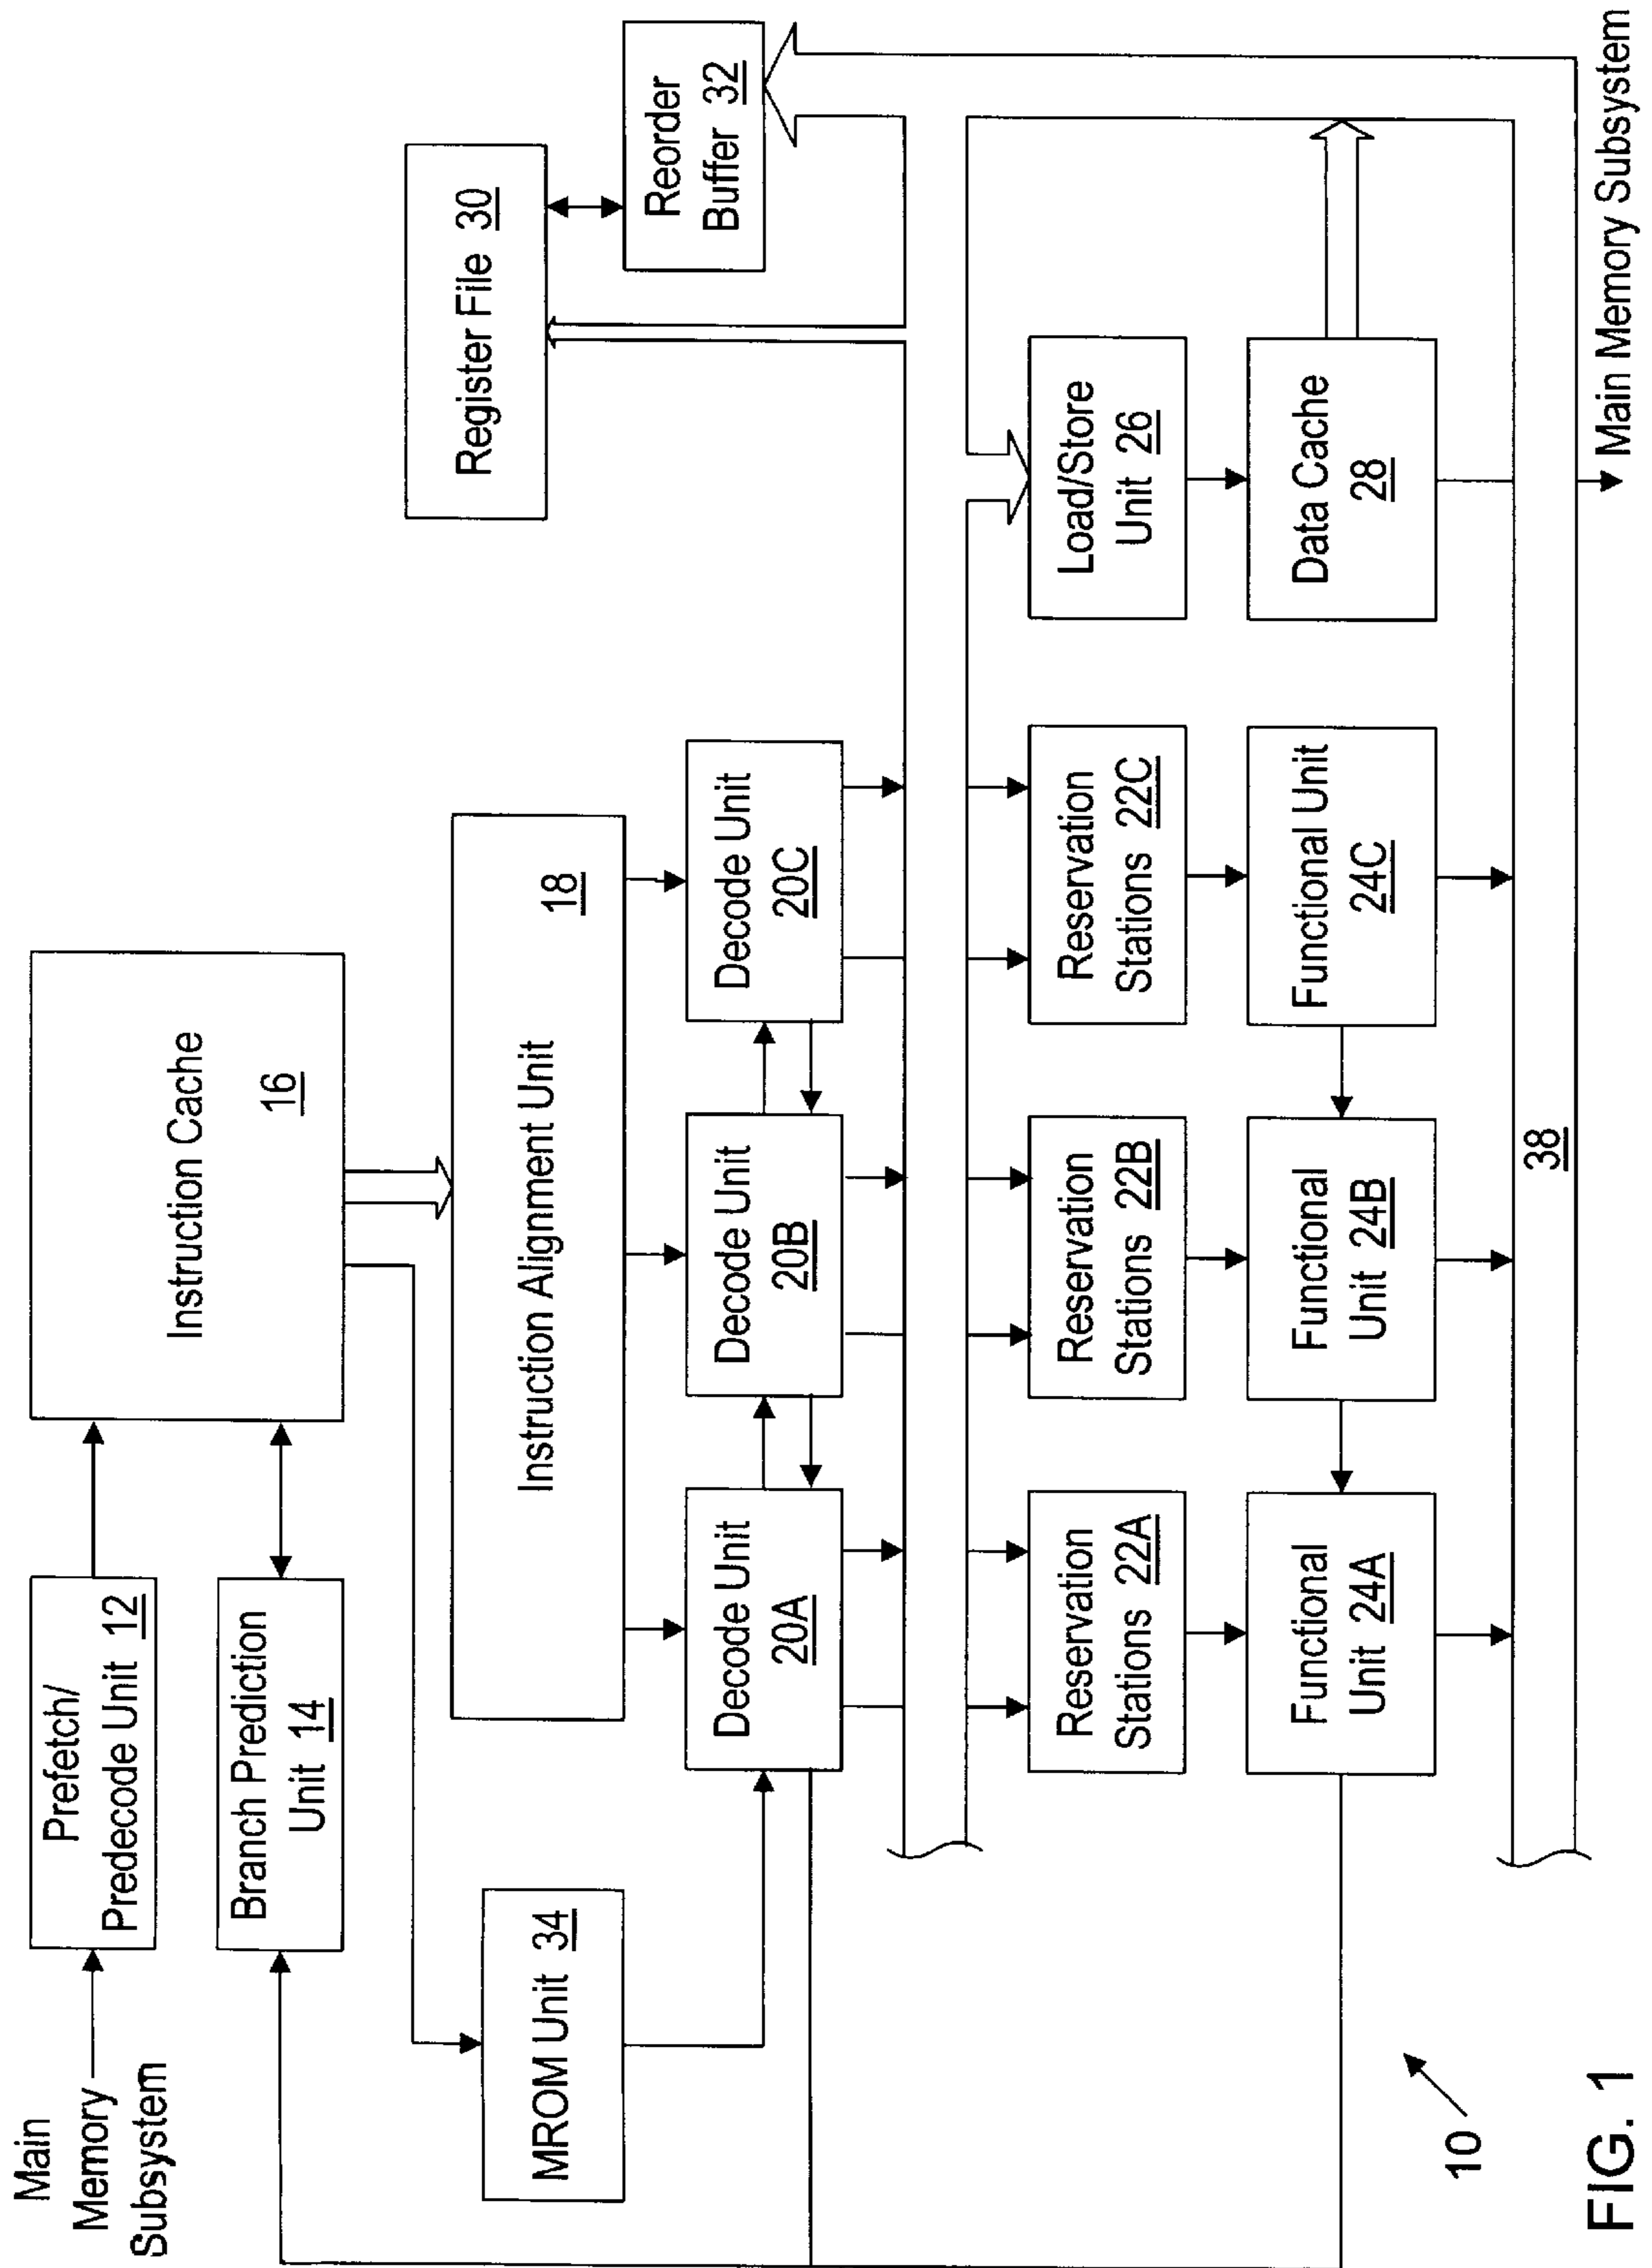 Main
Memory
Subsystem
Prefetch/
Predecode Unit 12
Branch Prediction
Unit 14
Instruction Cache
16
MROM Unit 34
Instruction Alignment Unit
18
Register File 30
Reorder
Buffer 32
Decode Unit
20A
Decode Unit
20B
Decode Unit
20C
Reservation
Stations 22A
Reservation
Stations 22B
Reservation
Stations 22C
Load/Store
Unit 26
Functional
Unit 24A
Functional
Unit 24B
Functional Unit
24C
Data Cache
28
38
10
Main Memory Subsystem
FIG. 1